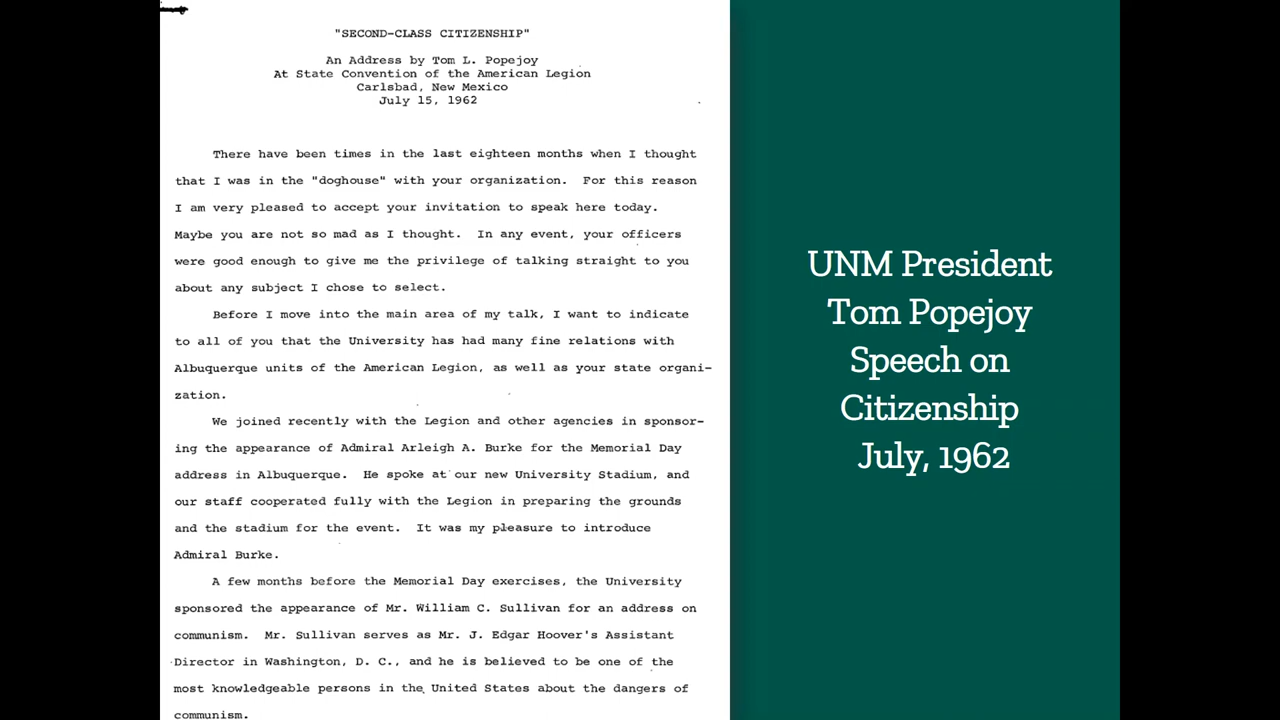 "SECOND-CLASS CITIZENSHIP"
An Address by Tom L. Popejoy
At State Convention of the American Legion
Carlsbad, New Mexico
July 15, 1962
There have been times in the last eighteen months when I thought
that I was in the "doghouse" with your organization. For this reason
I am very pleased to accept your invitation to speak here today.
Maybe you are not so mad as I thought. In any event, your officers
were good enough to give me the privilege of talking straight to you
about any subject I chose to select.
Before I move into the main area of my talk, I want to indicate
to all of you that the University has had many fine relations with
Albuquerque units of the American Legion, as well as your state organi-
zation.
We joined recently with the Legion and other agencies in sponsor-
ing the appearance of Admiral Arleigh A. Burke for the Memorial Day
address in Albuquerque. He spoke at our new University Stadium, and
our staff cooperated fully with the Legion in preparing the grounds
and the stadium for the event. It was my pleasure to introduce
Admiral Burke.
A few months before the Memorial Day exercises, the University
sponsored the appearance of Mr. William C. Sullivan for an address on
communism. Mr. Sullivan serves as Mr. J. Edgar Hoover's Assistant
Director in Washington, D. C., and he is believed to be one of the
most knowledgeable persons in the United States about the dangers of
communism.
UNM President
Tom Popejoy
Speech on
Citizenship
July, 1962